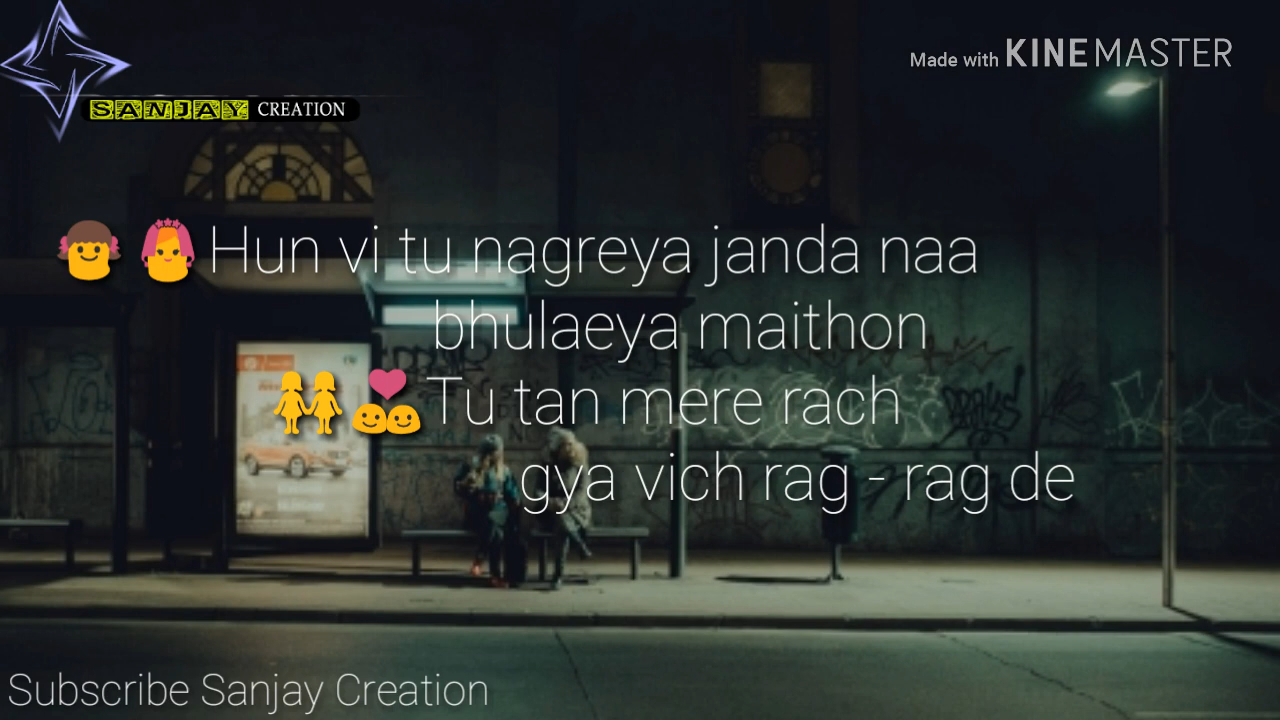 Made with KINEMASTER
SANJAY CREATION
Hun vi tu nagreya janda naa
bhulaeya maithon
Tu tan mere rach
gya vich rag - rag de
Subscribe Sanjay Creation